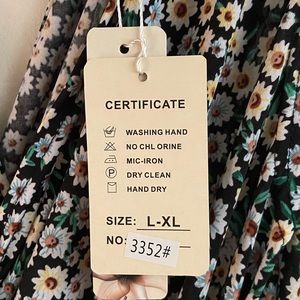 CERTIFICATE
WASHING HAND
NO CHL ORINE
MIC-IRON
P DRY CLEAN
HAND DRY
SIZE: L-XL
NO: 3352#